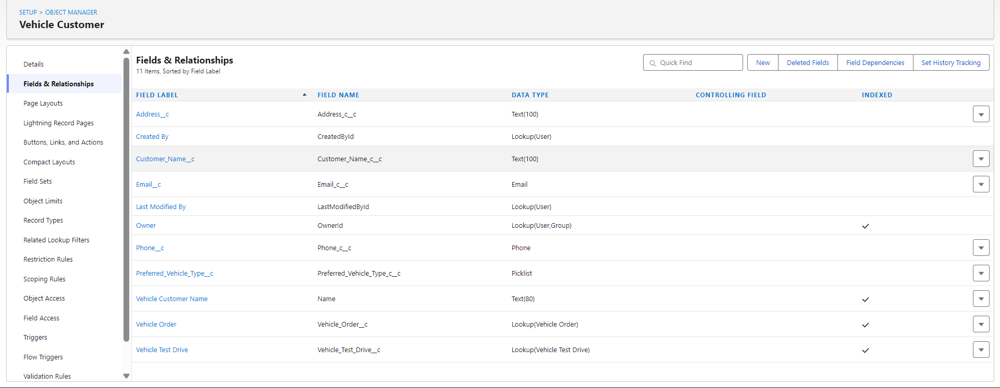 SETUP > OBJECT MANAGER
Vehicle Customer
Details
Fields & Relationships
Page Layouts
Lightning Record Pages
Buttons, Links, and Actions
Compact Layouts
Field Sets
Object Limits
Record Types
Related Lookup Filters
Restriction Rules
Scoping Rules
Object Access
Field Access
Triggers
Flow Triggers
Validation Rules
Fields & Relationships
11 Items, Sorted by Field Label
Quick Find
New
Deleted Fields
Field Dependencies
Set History Tracking
FIELD LABEL FIELD NAME DATA TYPE CONTROLLING FIELD INDEXED
Address__c Address_c__c Text(100)
Created By CreatedById Lookup(User)
Customer_Name__c Customer_Name_c__c Text(100)
Email__c Email_c__c Email
Last Modified By LastModifiedById Lookup(User)
Owner OwnerId Lookup(User,Group)
Phone__c Phone_c__c Phone
Preferred_Vehicle_Type__c Preferred_Vehicle_Type_c__c Picklist
Vehicle Customer Name Name Text(80)
Vehicle Order Vehicle_Order__c Lookup(Vehicle Order)
Vehicle Test Drive Vehicle_Test_Drive__c Lookup(Vehicle Test Drive)